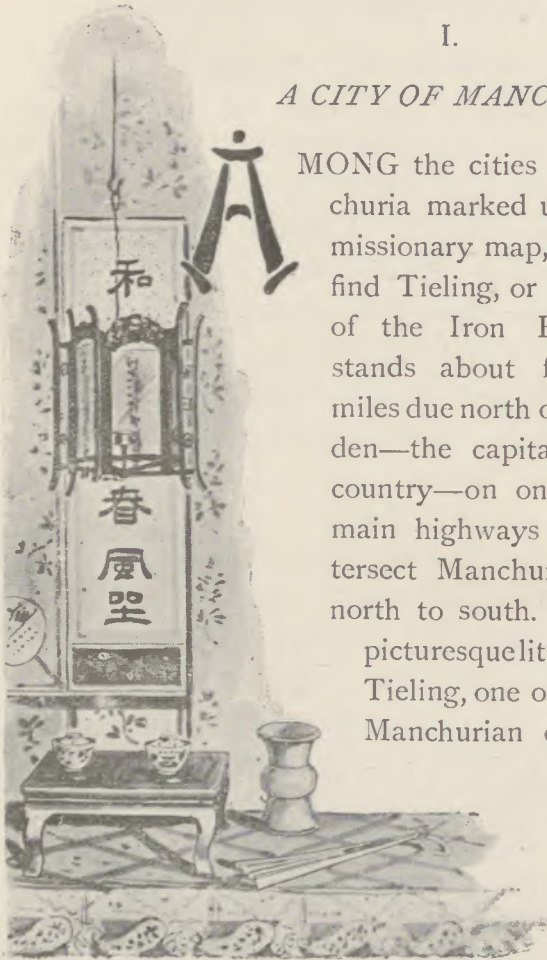 I.
A CITY OF MANC
AMONG the cities
churia marked u
missionary map,
find Tieling, or
of the Iron
stands about f
miles due north o
den—the capita
country—on on
main highways
tersect Manchu
north to south.
picturesque lit
Tieling, one o
Manchurian c
和
春
風